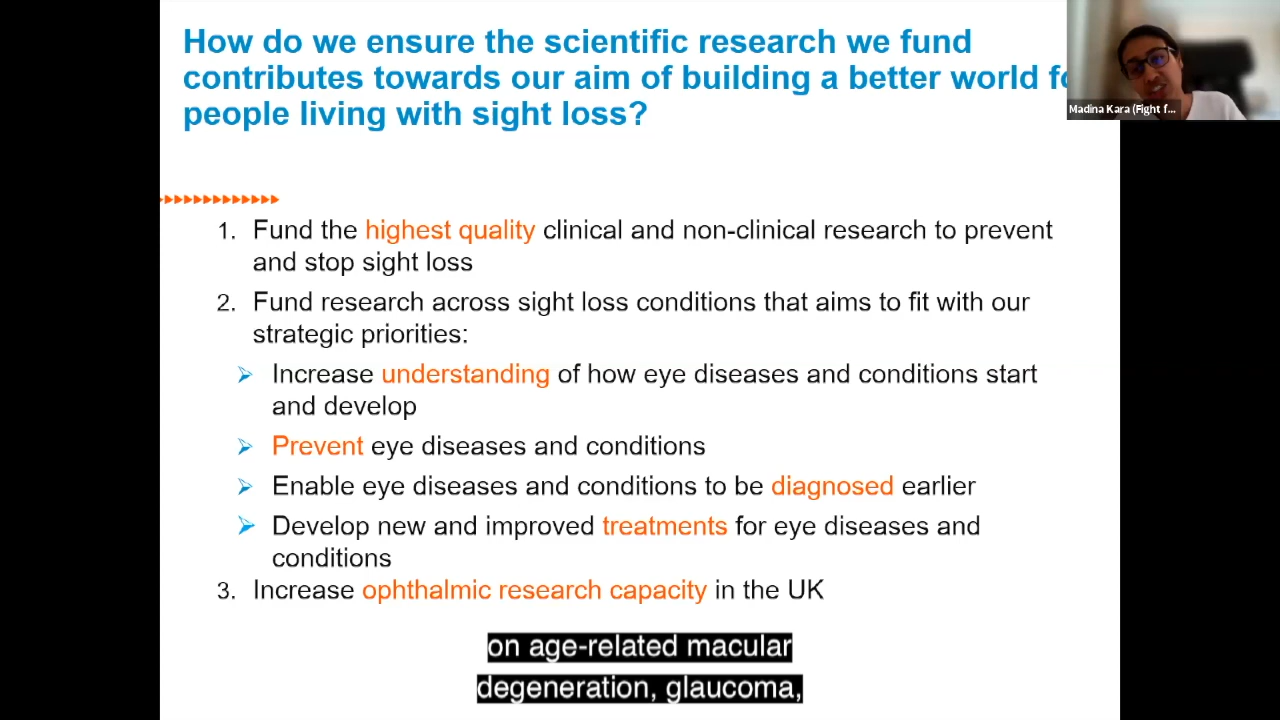 How do we ensure the scientific research we fund
contributes towards our aim of building a better world
people living with sight loss?
Madina Kara (Fight f...
1. Fund the highest quality clinical and non-clinical research to prevent
and stop sight loss
2. Fund research across sight loss conditions that aims to fit with our
strategic priorities:
Increase understanding of how eye diseases and conditions start
and develop
Prevent eye diseases and conditions
Enable eye diseases and conditions to be diagnosed earlier
Develop new and improved treatments for eye diseases and
conditions
3. Increase ophthalmic research capacity in the UK
on age-related macular
degeneration, glaucoma,